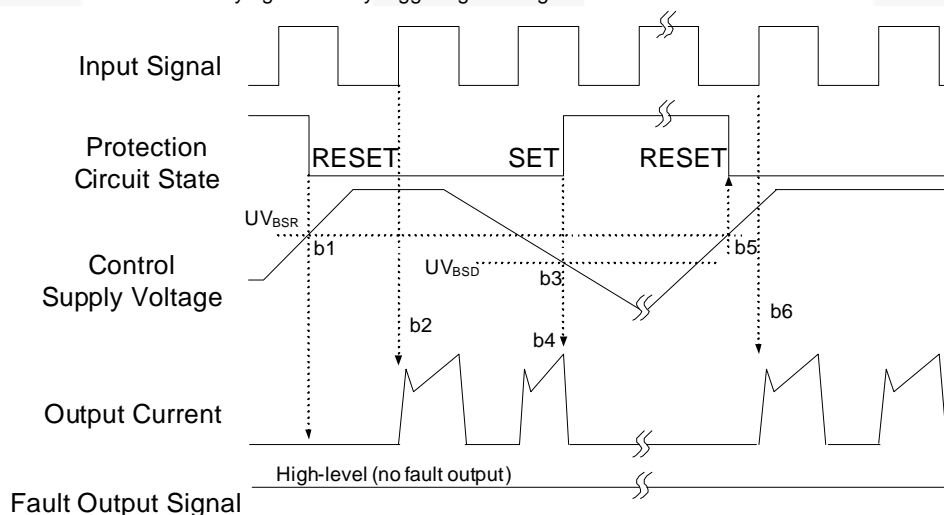 Input Signal
Protection
Circuit State
RESET
SET
RESET
UVBSR
b1
b5
UVBSD
b3
Control
Supply Voltage
b2
b4
b6
Output Current
High-level (no fault output)
Fault Output Signal